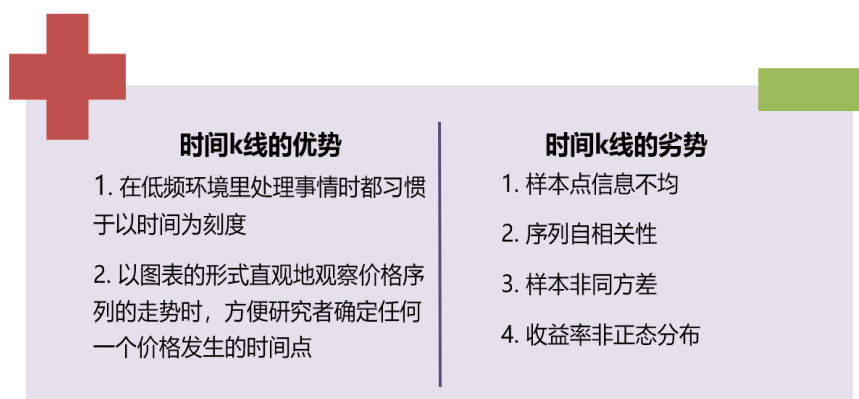 时间k线的优势
1. 在低频环境里处理事情时都习惯
于以时间为刻度
2. 以图表的形式直观地观察价格序
列的走势时，方便研究者确定任何
一个价格发生的时间点
时间k线的劣势
1. 样本点信息不均
2. 序列自相关性
3. 样本非同方差
4. 收益率非正态分布